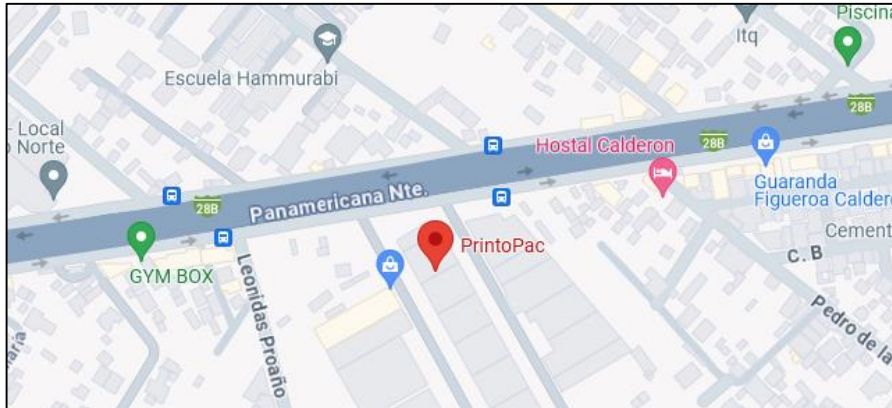 Piscina
Itq
Escuela Hammurabi
28B
- Local
o Norte
Hostal Calderon
28B
28B
Panamericana Nte.
Guaranda
Figueroa Caldero
Cement
PrintoPac
C. B
GYM BOX
Leonidas Proaño
Pedro de la
maría